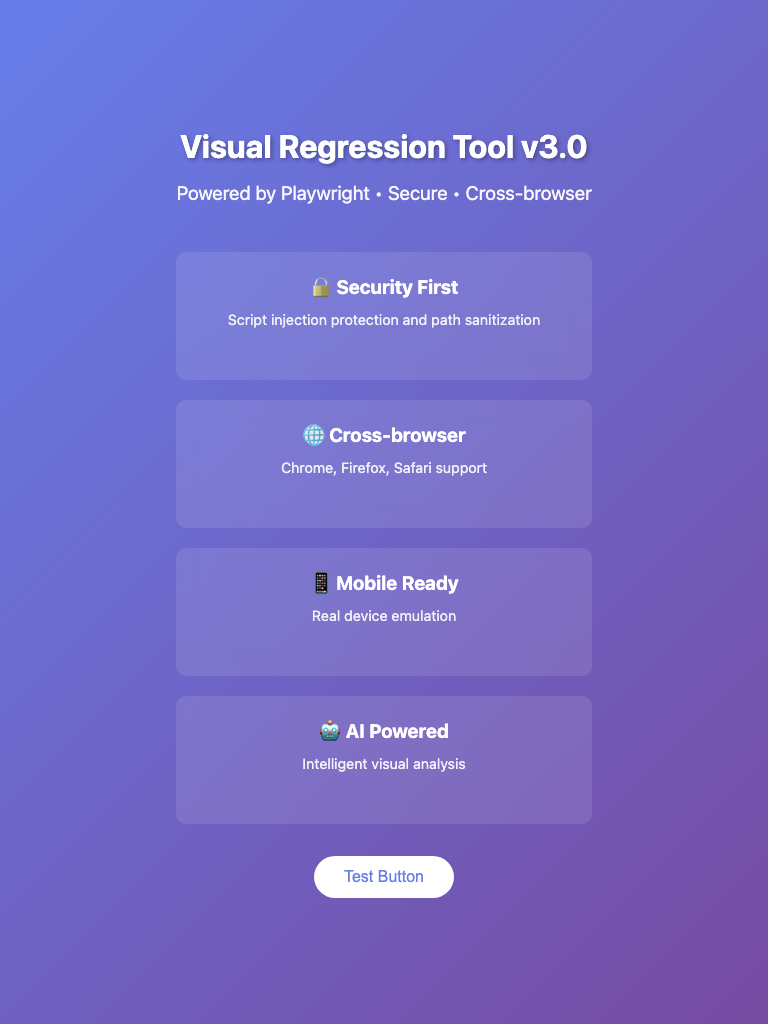 Visual Regression Tool v3.0
Powered by Playwright • Secure • Cross-browser
🔒 Security First
Script injection protection and path sanitization
🌐 Cross-browser
Chrome, Firefox, Safari support
📱 Mobile Ready
Real device emulation
🤖 AI Powered
Intelligent visual analysis
Test Button